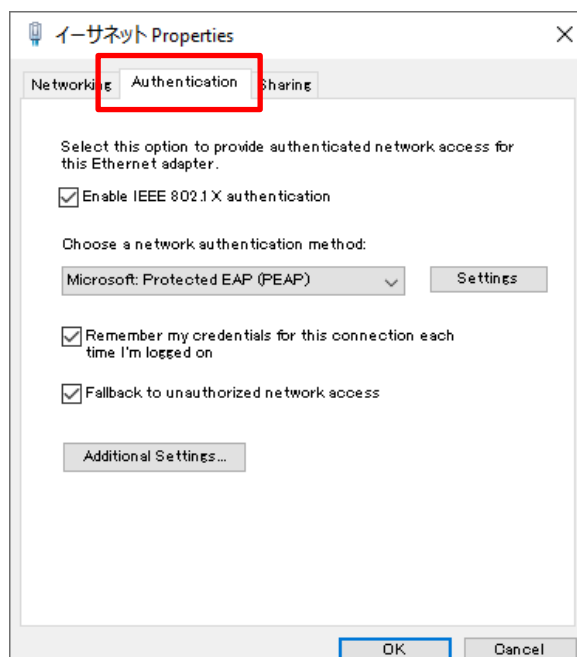 イーサネット Properties
Networking Authentication Sharing
Select this option to provide authenticated network access for
this Ethernet adapter.
Enable IEEE 802.1X authentication
Choose a network authentication method:
Microsoft: Protected EAP (PEAP) Settings
Remember my credentials for this connection each
time I'm logged on
Fallback to unauthorized network access
Additional Settings...
OK Cancel